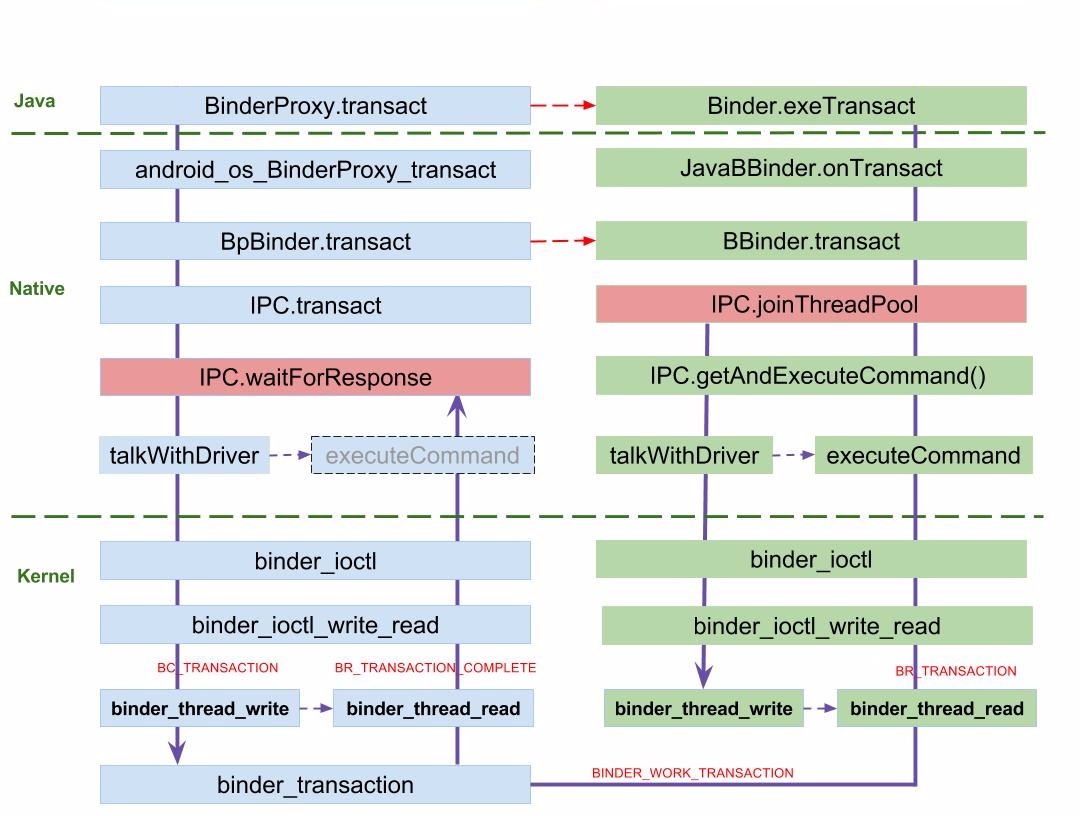 Java
BinderProxy.transact
Binder.exeTransact
android_os_BinderProxy_transact
JavaBBinder.onTransact
BpBinder.transact
BBinder.transact
Native
IPC.transact
IPC.joinThreadPool
IPC.waitForResponse
IPC.getAndExecuteCommand()
talkWithDriver
executeCommand
talkWithDriver
executeCommand
Kernel
binder_ioctl
binder_ioctl
binder_ioctl_write_read
binder_ioctl_write_read
BC_TRANSACTION
BR_TRANSACTION_COMPLETE
BR_TRANSACTION
binder_thread_write
binder_thread_read
binder_thread_write
binder_thread_read
BINDER_WORK_TRANSACTION
binder_transaction